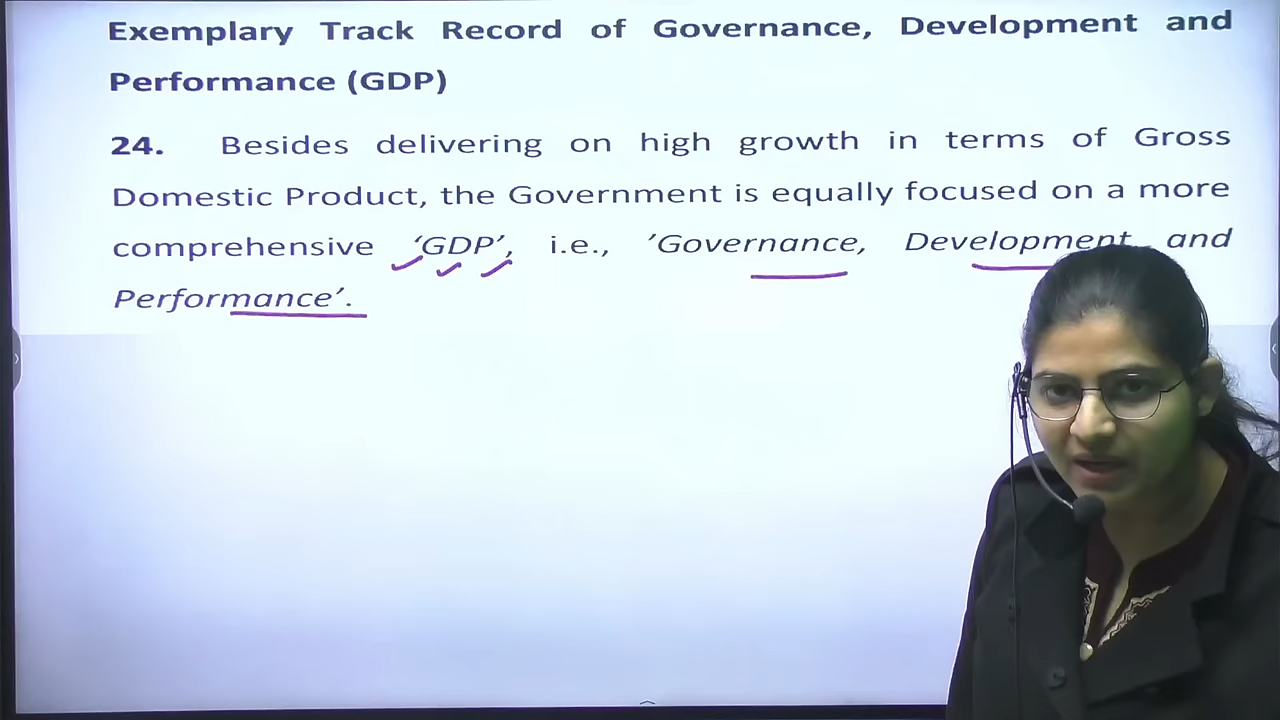 Exemplary Track Record of Governance, Development and
Performance (GDP)
24. Besides delivering on high growth in terms of Gross
Domestic Product, the Government is equally focused on a more
comprehensive ‘GDP’, i.e., ’Governance, Development, and
Performance’.